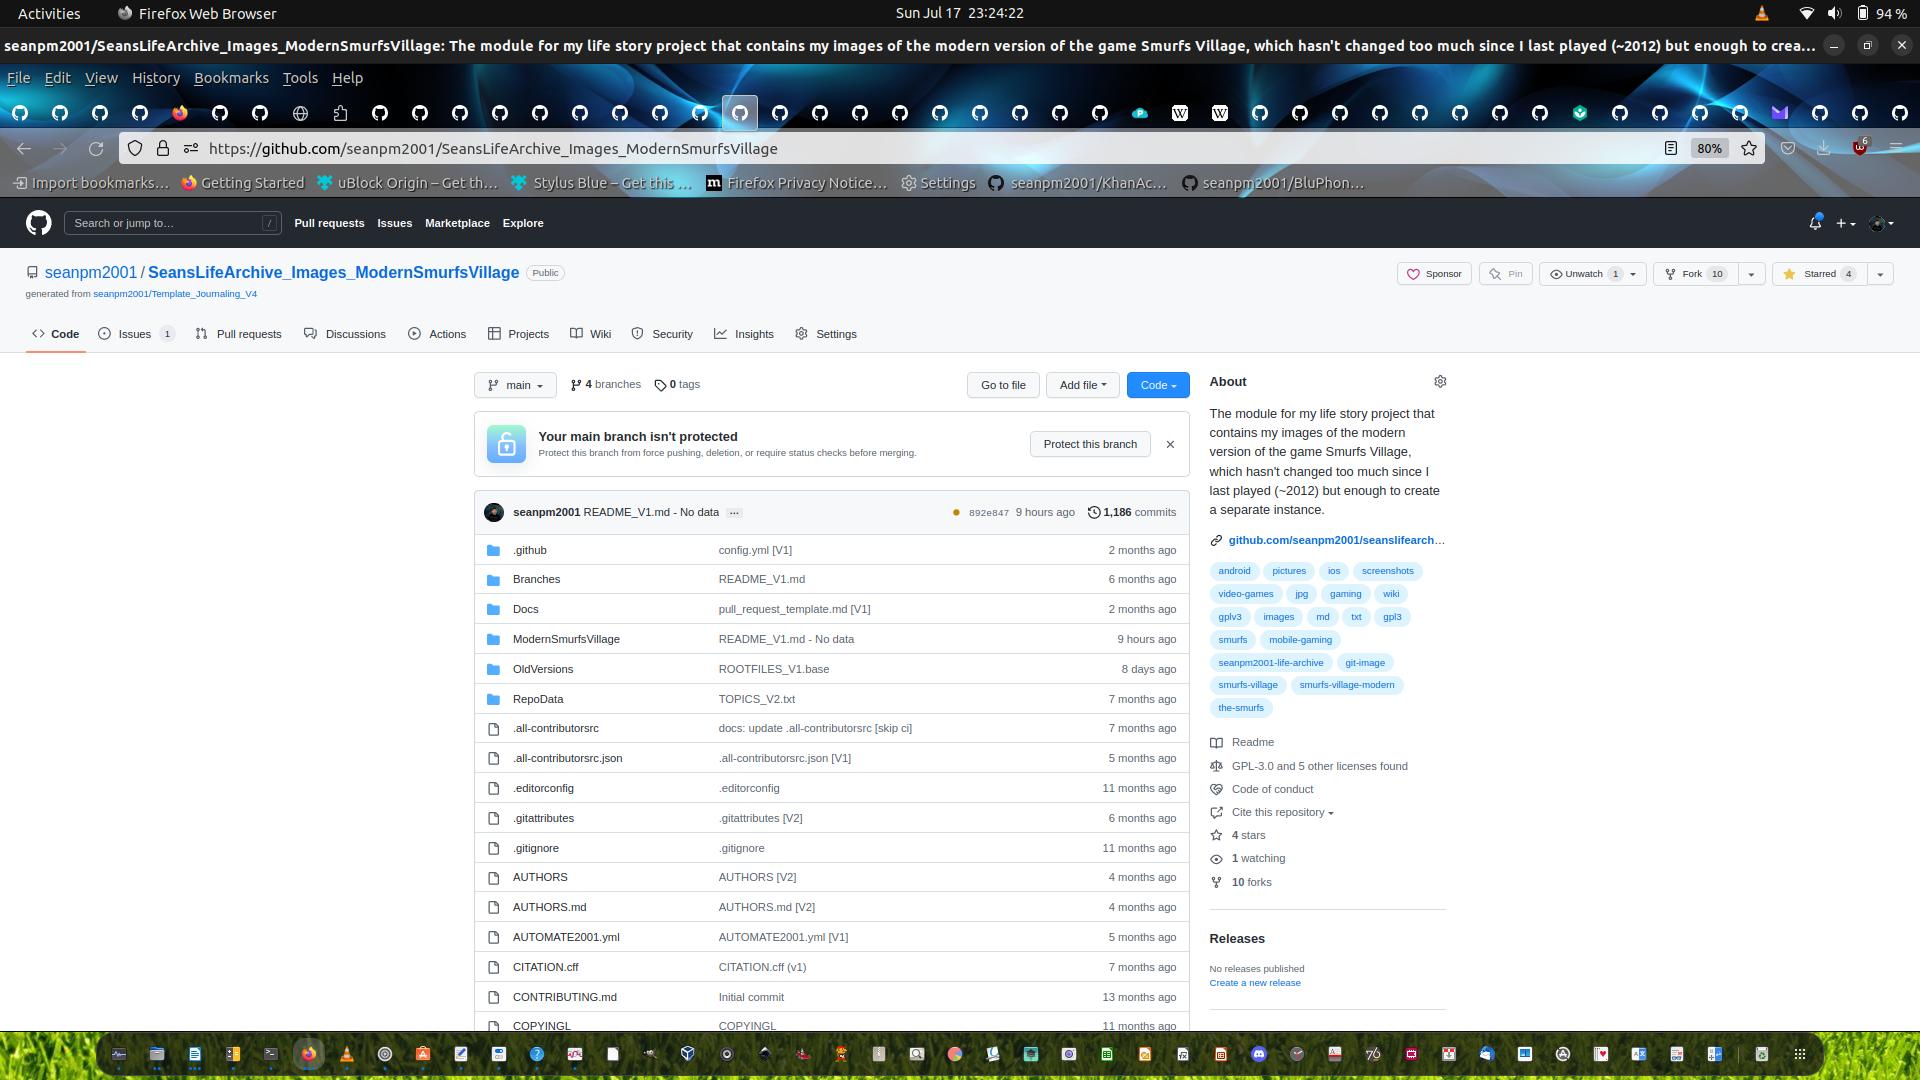 Activities Firefox Web Browser Sun Jul 17 23:24:22 94 %
seanpm2001/SeansLifeArchive_Images_ModernSmurfsVillage: The module for my life story project that contains my images of the modern version of the game Smurfs Village, which hasn't changed too much since I last played (~2012) but enough to crea…
File Edit View History Bookmarks Tools Help
https://github.com/seanpm2001/SeansLifeArchive_Images_ModernSmurfsVillage 80% 6
Import bookmarks… Getting Started uBlock Origin – Get th… Stylus Blue – Get this … Firefox Privacy Notice… Settings seanpm2001/KhanAc… seanpm2001/BluPhon…
Search or jump to… / Pull requests Issues Marketplace Explore
seanpm2001 / SeansLifeArchive_Images_ModernSmurfsVillage Public Sponsor Pin Unwatch 1 Fork 10 Starred 4
generated from seanpm2001/Template_Journaling_V4
Code Issues 1 Pull requests Discussions Actions Projects Wiki Security Insights Settings
main 4 branches 0 tags Go to file Add file Code
Your main branch isn't protected
Protect this branch from force pushing, deletion, or require status checks before merging.
Protect this branch
seanpm2001 README_V1.md - No data … 892e847 9 hours ago 1,186 commits
.github config.yml [V1] 2 months ago
Branches README_V1.md 6 months ago
Docs pull_request_template.md [V1] 2 months ago
ModernSmurfsVillage README_V1.md - No data 9 hours ago
OldVersions ROOTFILES_V1.base 8 days ago
RepoData TOPICS_V2.txt 7 months ago
.all-contributorsrc docs: update .all-contributorsrc [skip ci] 7 months ago
.all-contributorsrc.json .all-contributorsrc.json [V1] 5 months ago
.editorconfig .editorconfig 11 months ago
.gitattributes .gitattributes [V2] 6 months ago
.gitignore .gitignore 11 months ago
AUTHORS AUTHORS [V2] 4 months ago
AUTHORS.md AUTHORS.md [V2] 4 months ago
AUTOMATE2001.yml AUTOMATE2001.yml [V1] 5 months ago
CITATION.cff CITATION.cff (v1) 7 months ago
CONTRIBUTING.md Initial commit 13 months ago
COPYINGL COPYINGL 11 months ago
About
The module for my life story project that
contains my images of the modern
version of the game Smurfs Village,
which hasn't changed too much since I
last played (~2012) but enough to create
a separate instance.
github.com/seanpm2001/seanslifearch…
android pictures ios screenshots
video-games jpg gaming wiki
gplv3 images md txt gpl3
smurfs mobile-gaming
seanpm2001-life-archive git-image
smurfs-village smurfs-village-modern
the-smurfs
Readme
GPL-3.0 and 5 other licenses found
Code of conduct
Cite this repository
4 stars
1 watching
10 forks
Releases
No releases published
Create a new release